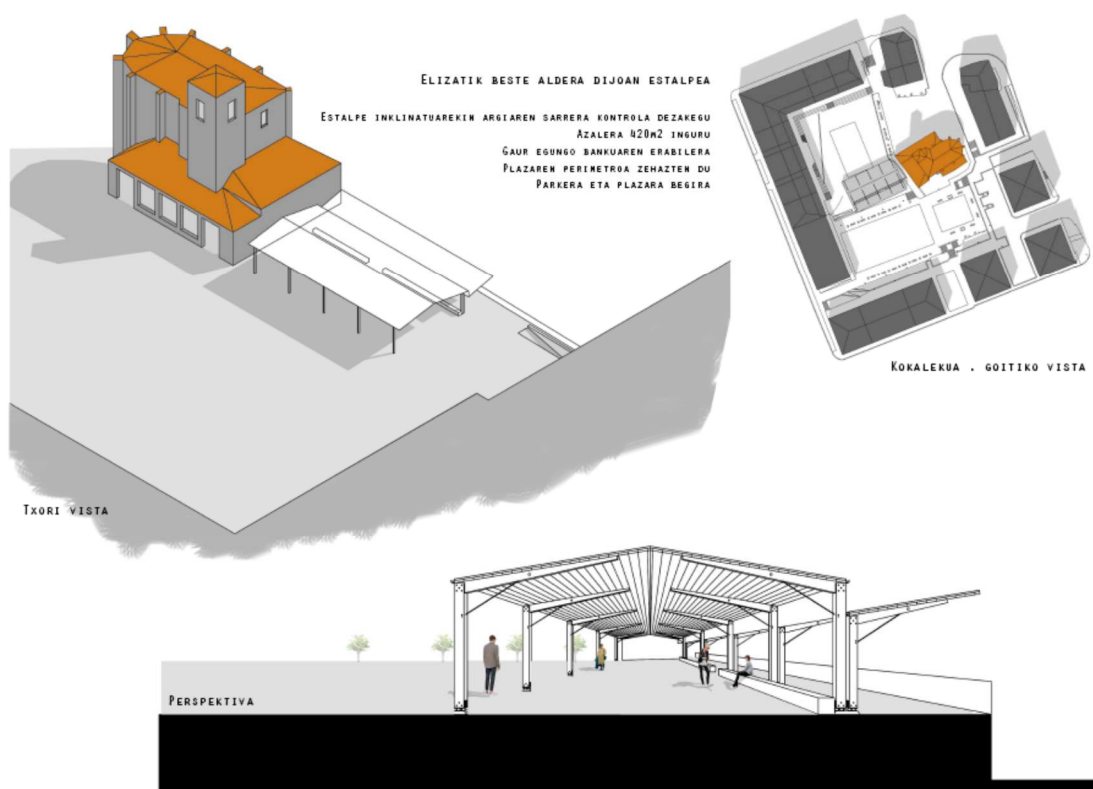 Elizatik beste aldera dijoan estalpea
Estalpe inklinatuarekin argiaren sarrera kontrola dezakegu
Azalera 420m2 inguru
Gaur egungo bankuaren erabilera
Plazaren perimetroa zehazten du
Parkera eta plazara begira
Kokalekua . goitiko vista
Txori vista
Perspektiva